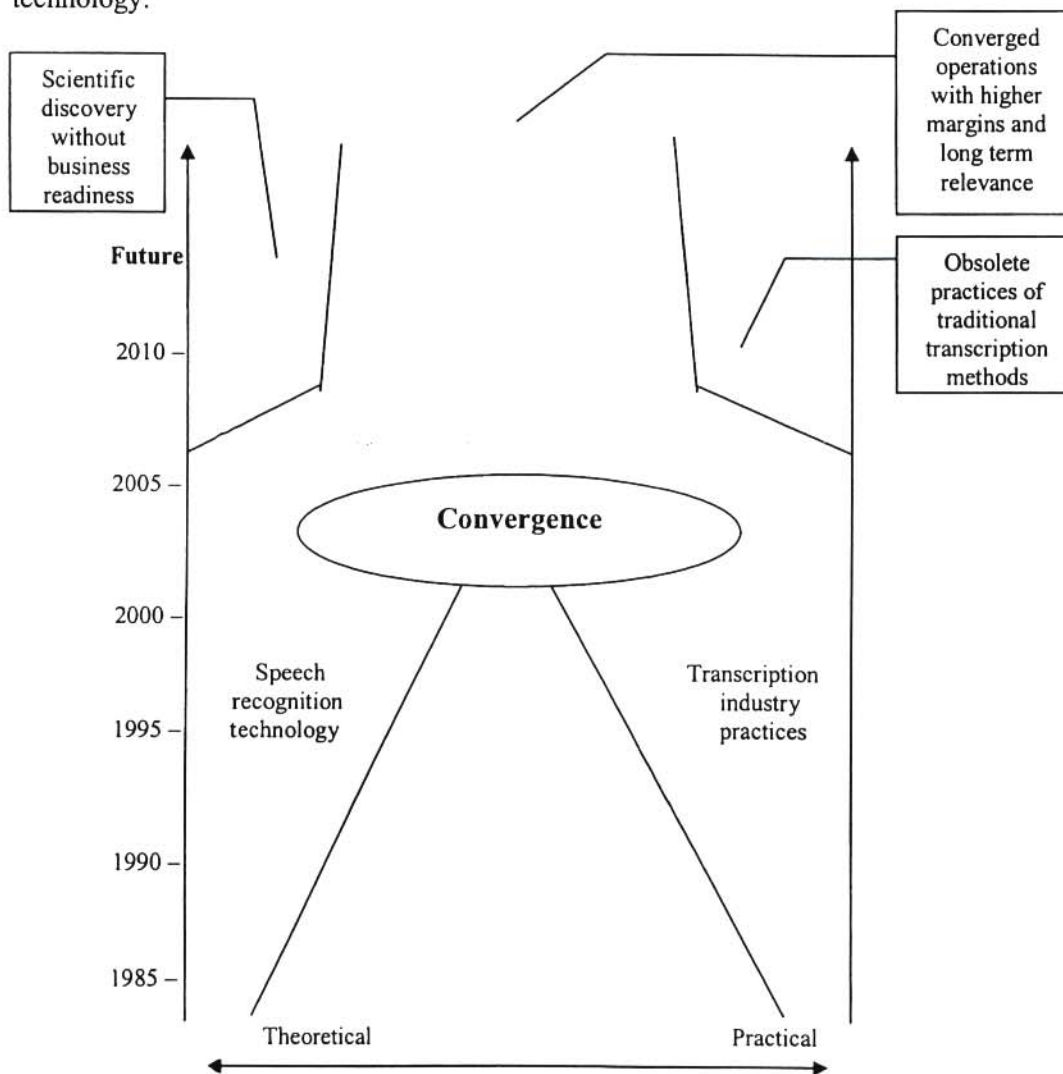 technology.
Scientific
discovery
without
business
readiness
Converged
operations
with higher
margins and
long term
relevance
Future
Obsolete
practices of
traditional
transcription
methods
2010 –
2005 –
Convergence
2000 –
Speech
recognition
technology
Transcription
industry
practices
1995 –
1990 –
1985 –
Theoretical
Practical